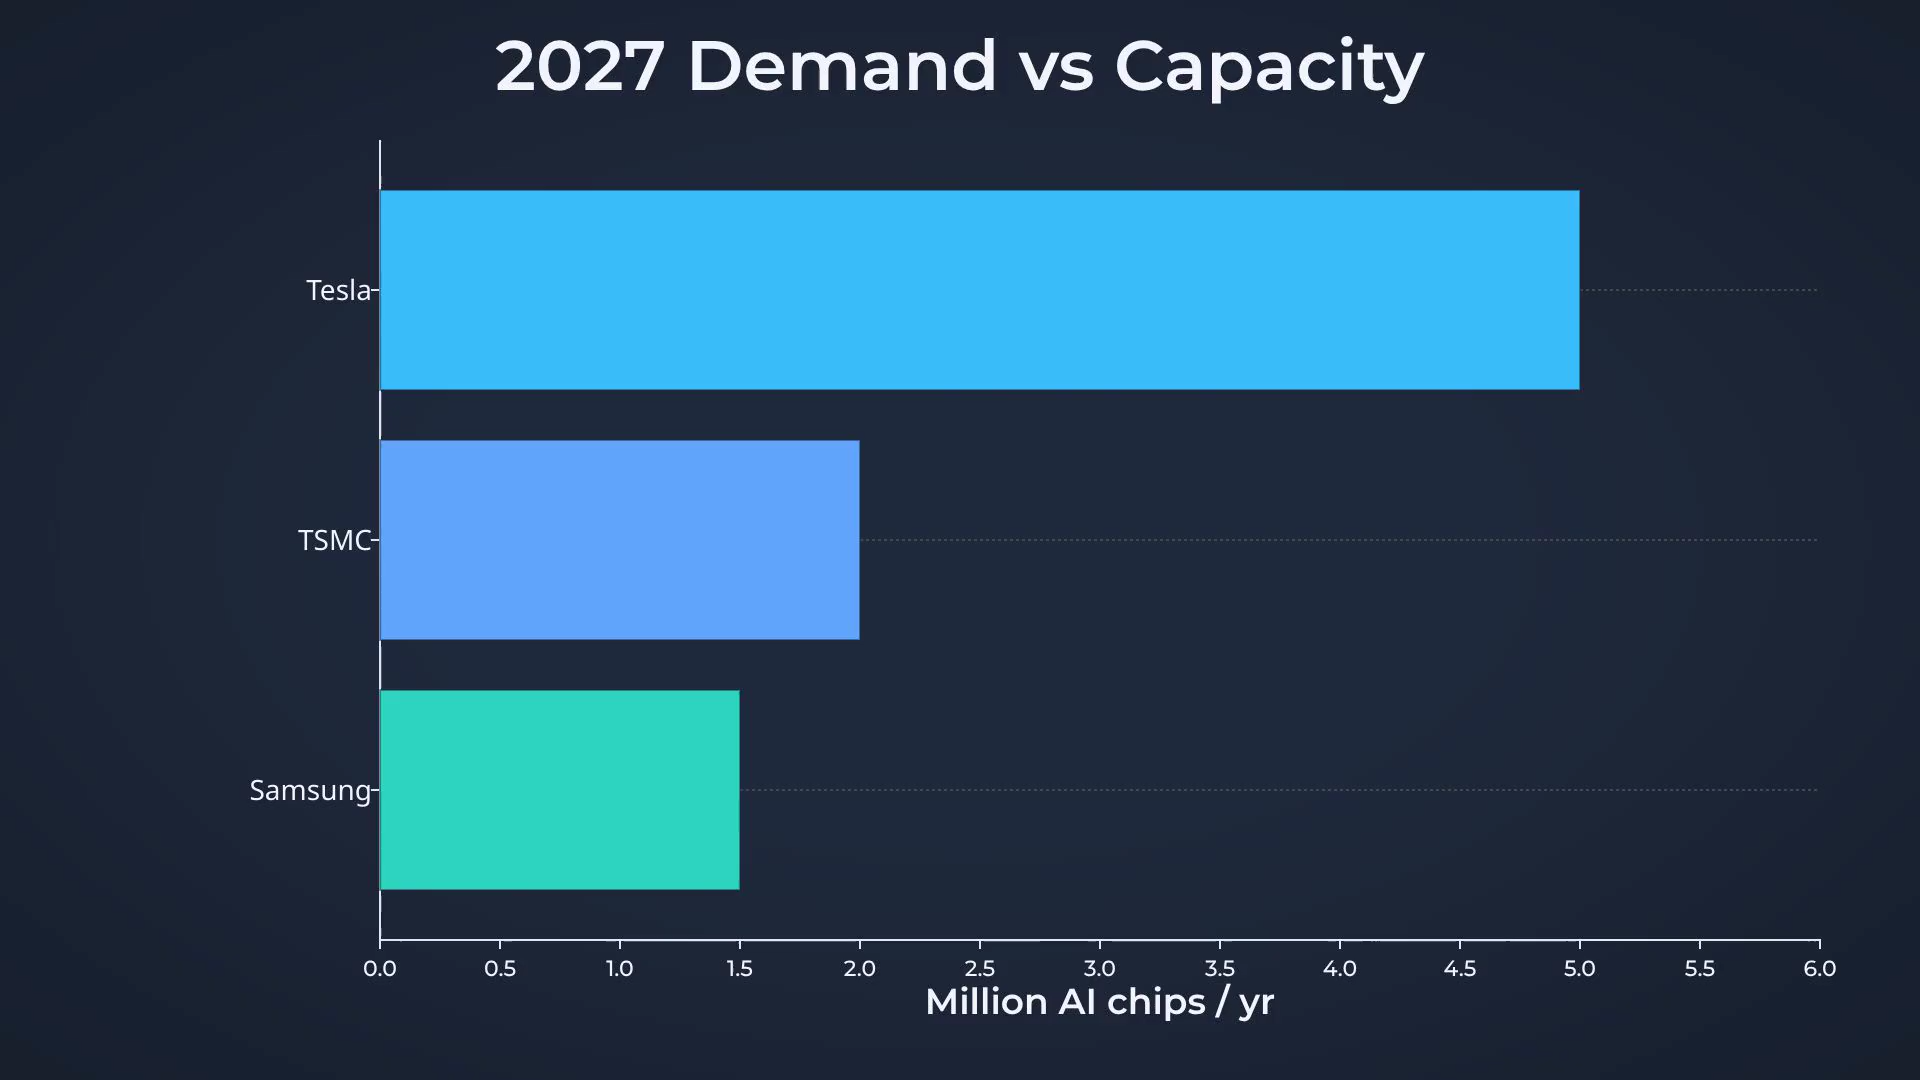 2027 Demand vs Capacity
Tesla
TSMC
Samsung
0.0 0.5 1.0 1.5 2.0 2.5 3.0 3.5 4.0 4.5 5.0 5.5 6.0
Million AI chips / yr